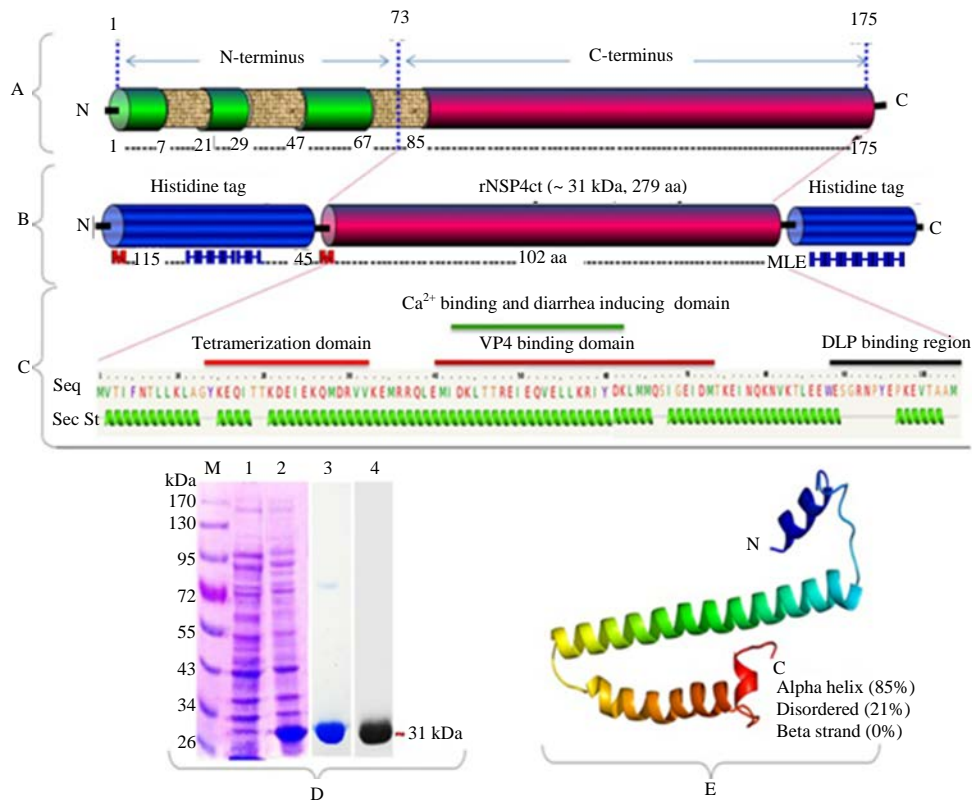 1 73 175
N-terminus C-terminus
A
N C
1 7 21 29 47 67 85 175
Histidine tag rNSP4ct (~ 31 kDa, 279 aa) Histidine tag
B
N C
M 115 45 M 102 aa MLE
Ca2+ binding and diarrhea inducing domain
Tetramerization domain VP4 binding domain DLP binding region
C
Seq MVTIFNTLLKLAGYKEQITTKDEIEKQMDRVVKEMRRQLEMIDKLTTREIEQVELLKRIYDKLMMQSIGEIDMTKEINQKNVKTLEEWESGRNPYEPKEVTAAM
Sec St
kDa M 1 2 3 4
170
130
95
72
55
43
34
26
31 kDa
D
N
C
Alpha helix (85%)
Disordered (21%)
Beta strand (0%)
E